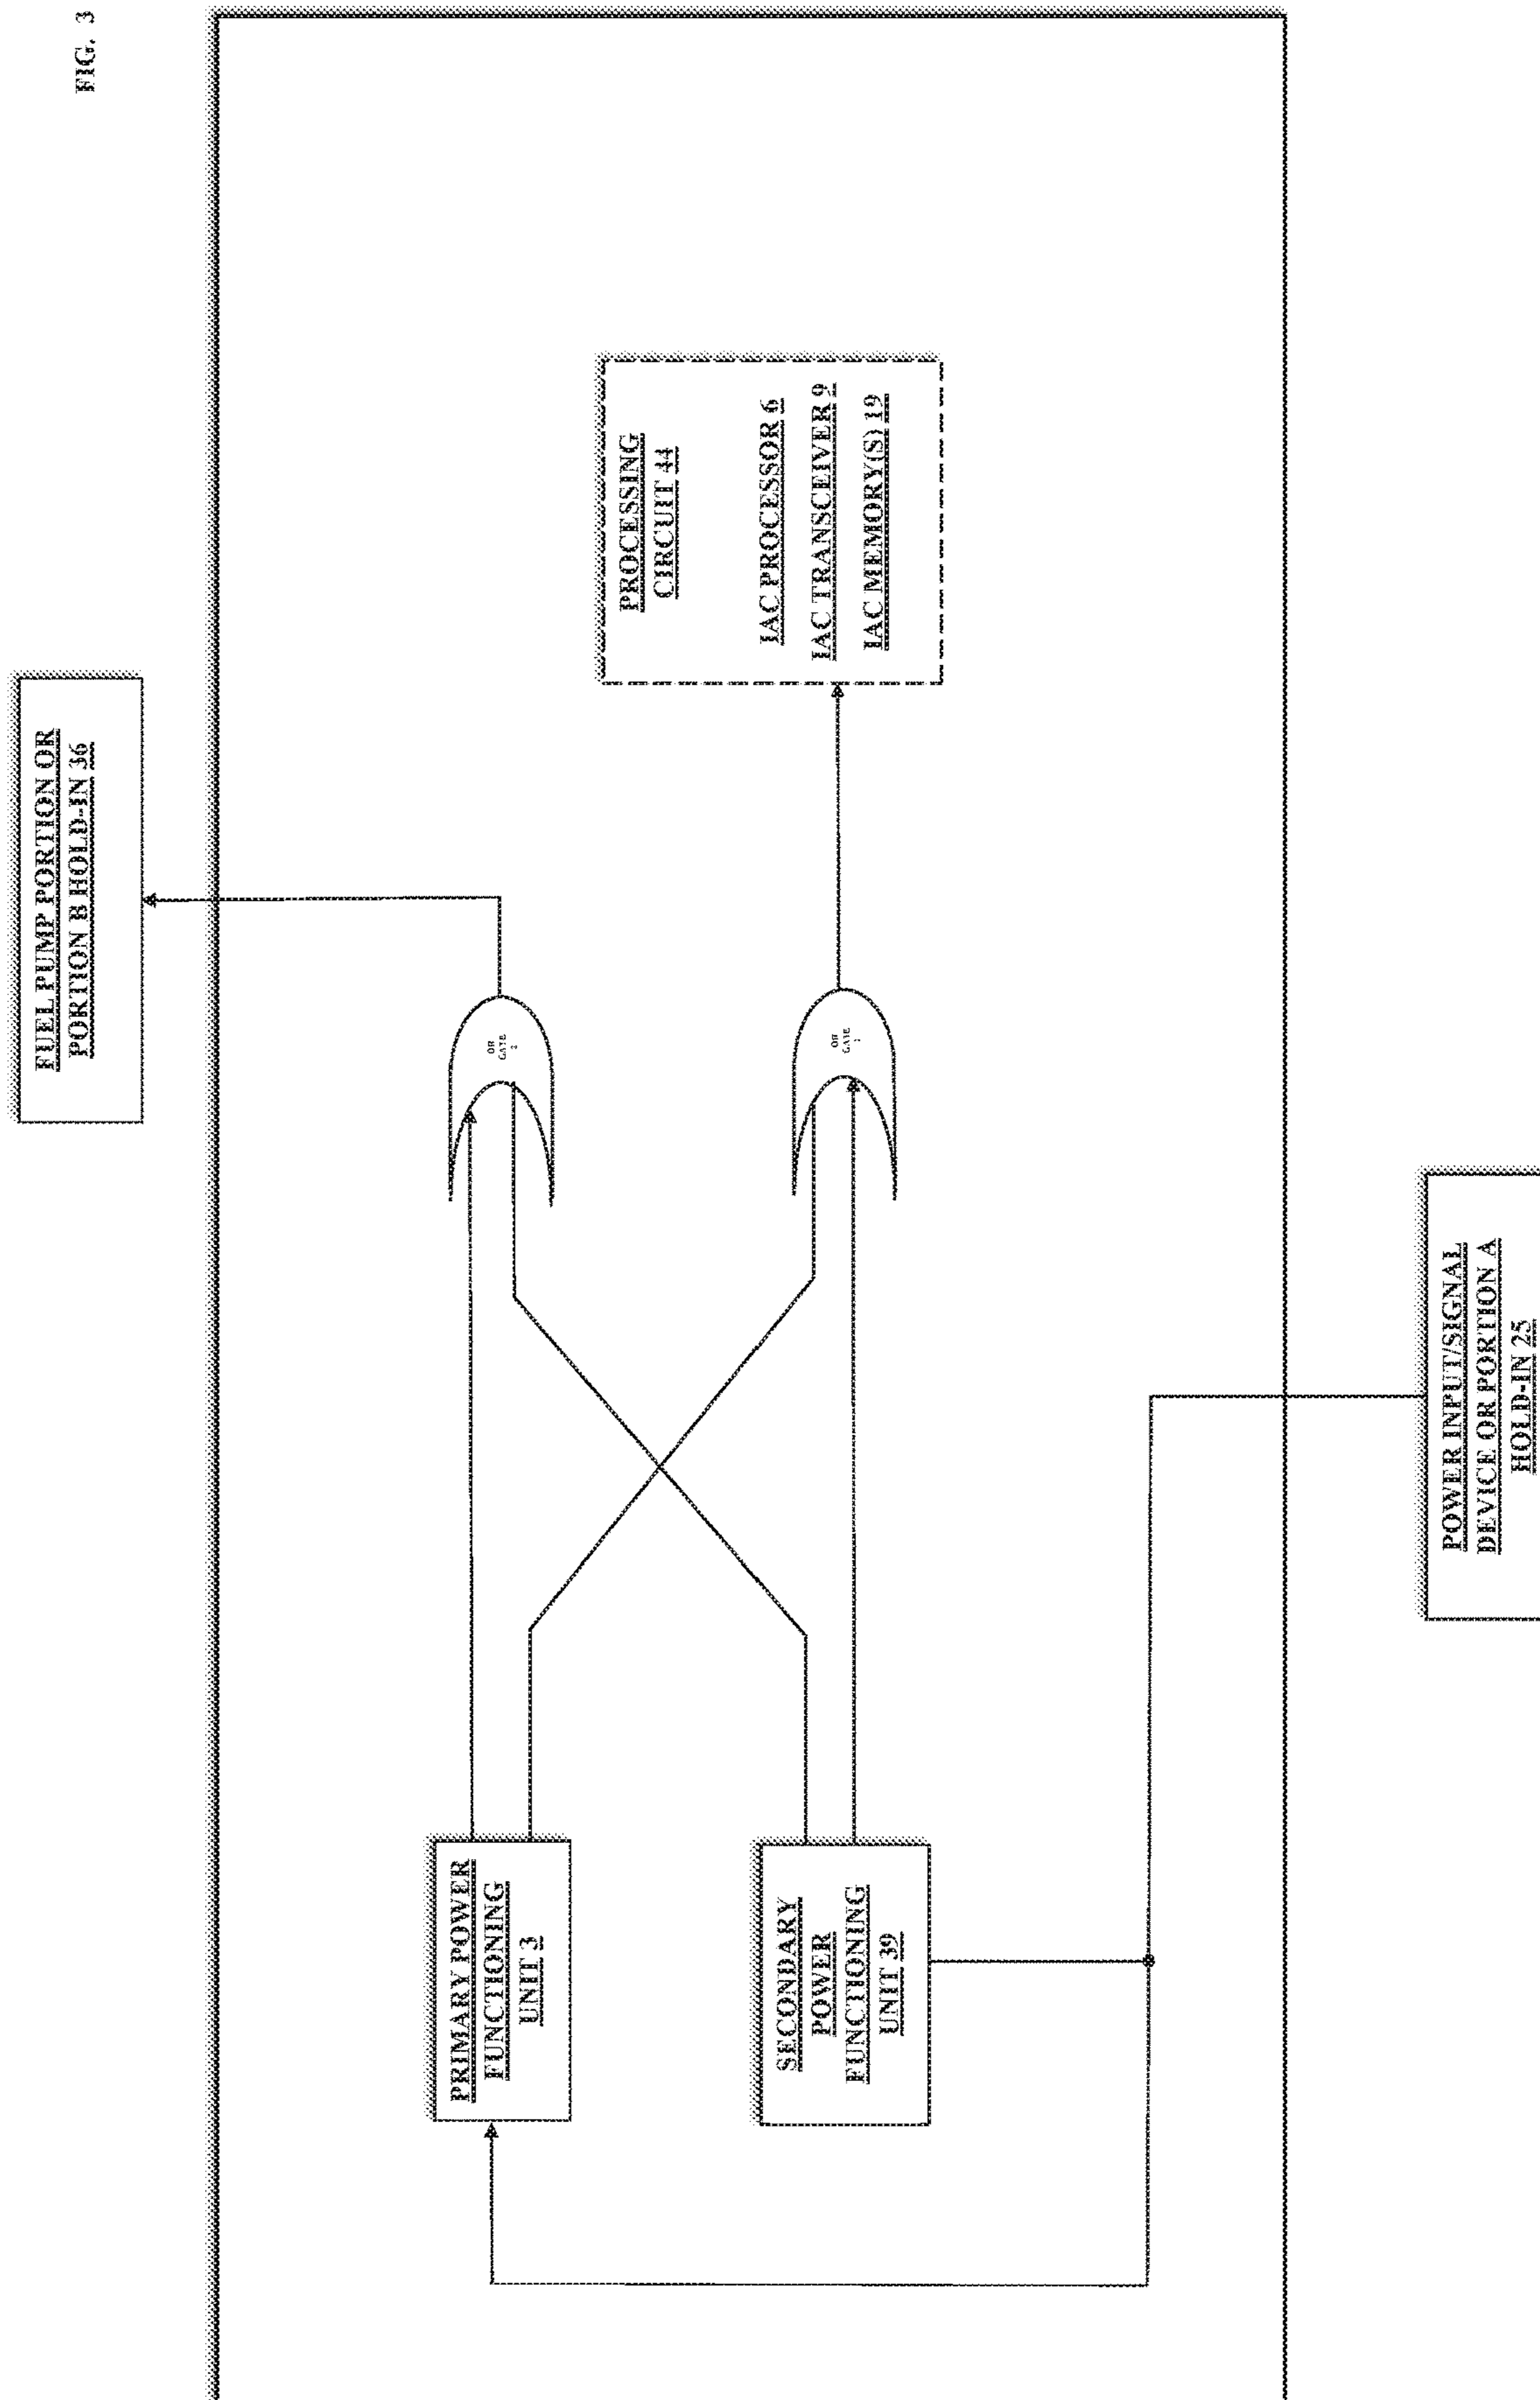 FIG. 3
FUEL PUMP PORTION OR
PORTION B HOLD-IN 36
PRIMARY POWER
FUNCTIONING
UNIT 3
OR
GATE
SECONDARY
POWER
FUNCTIONING
UNIT 39
OR
GATE
PROCESSING
CIRCUIT 44
IAC PROCESSOR 6
IAC TRANSCEIVER 9
IAC MEMORY(S) 19
POWER INPUT/SIGNAL
DEVICE OR PORTION A
HOLD-IN 25